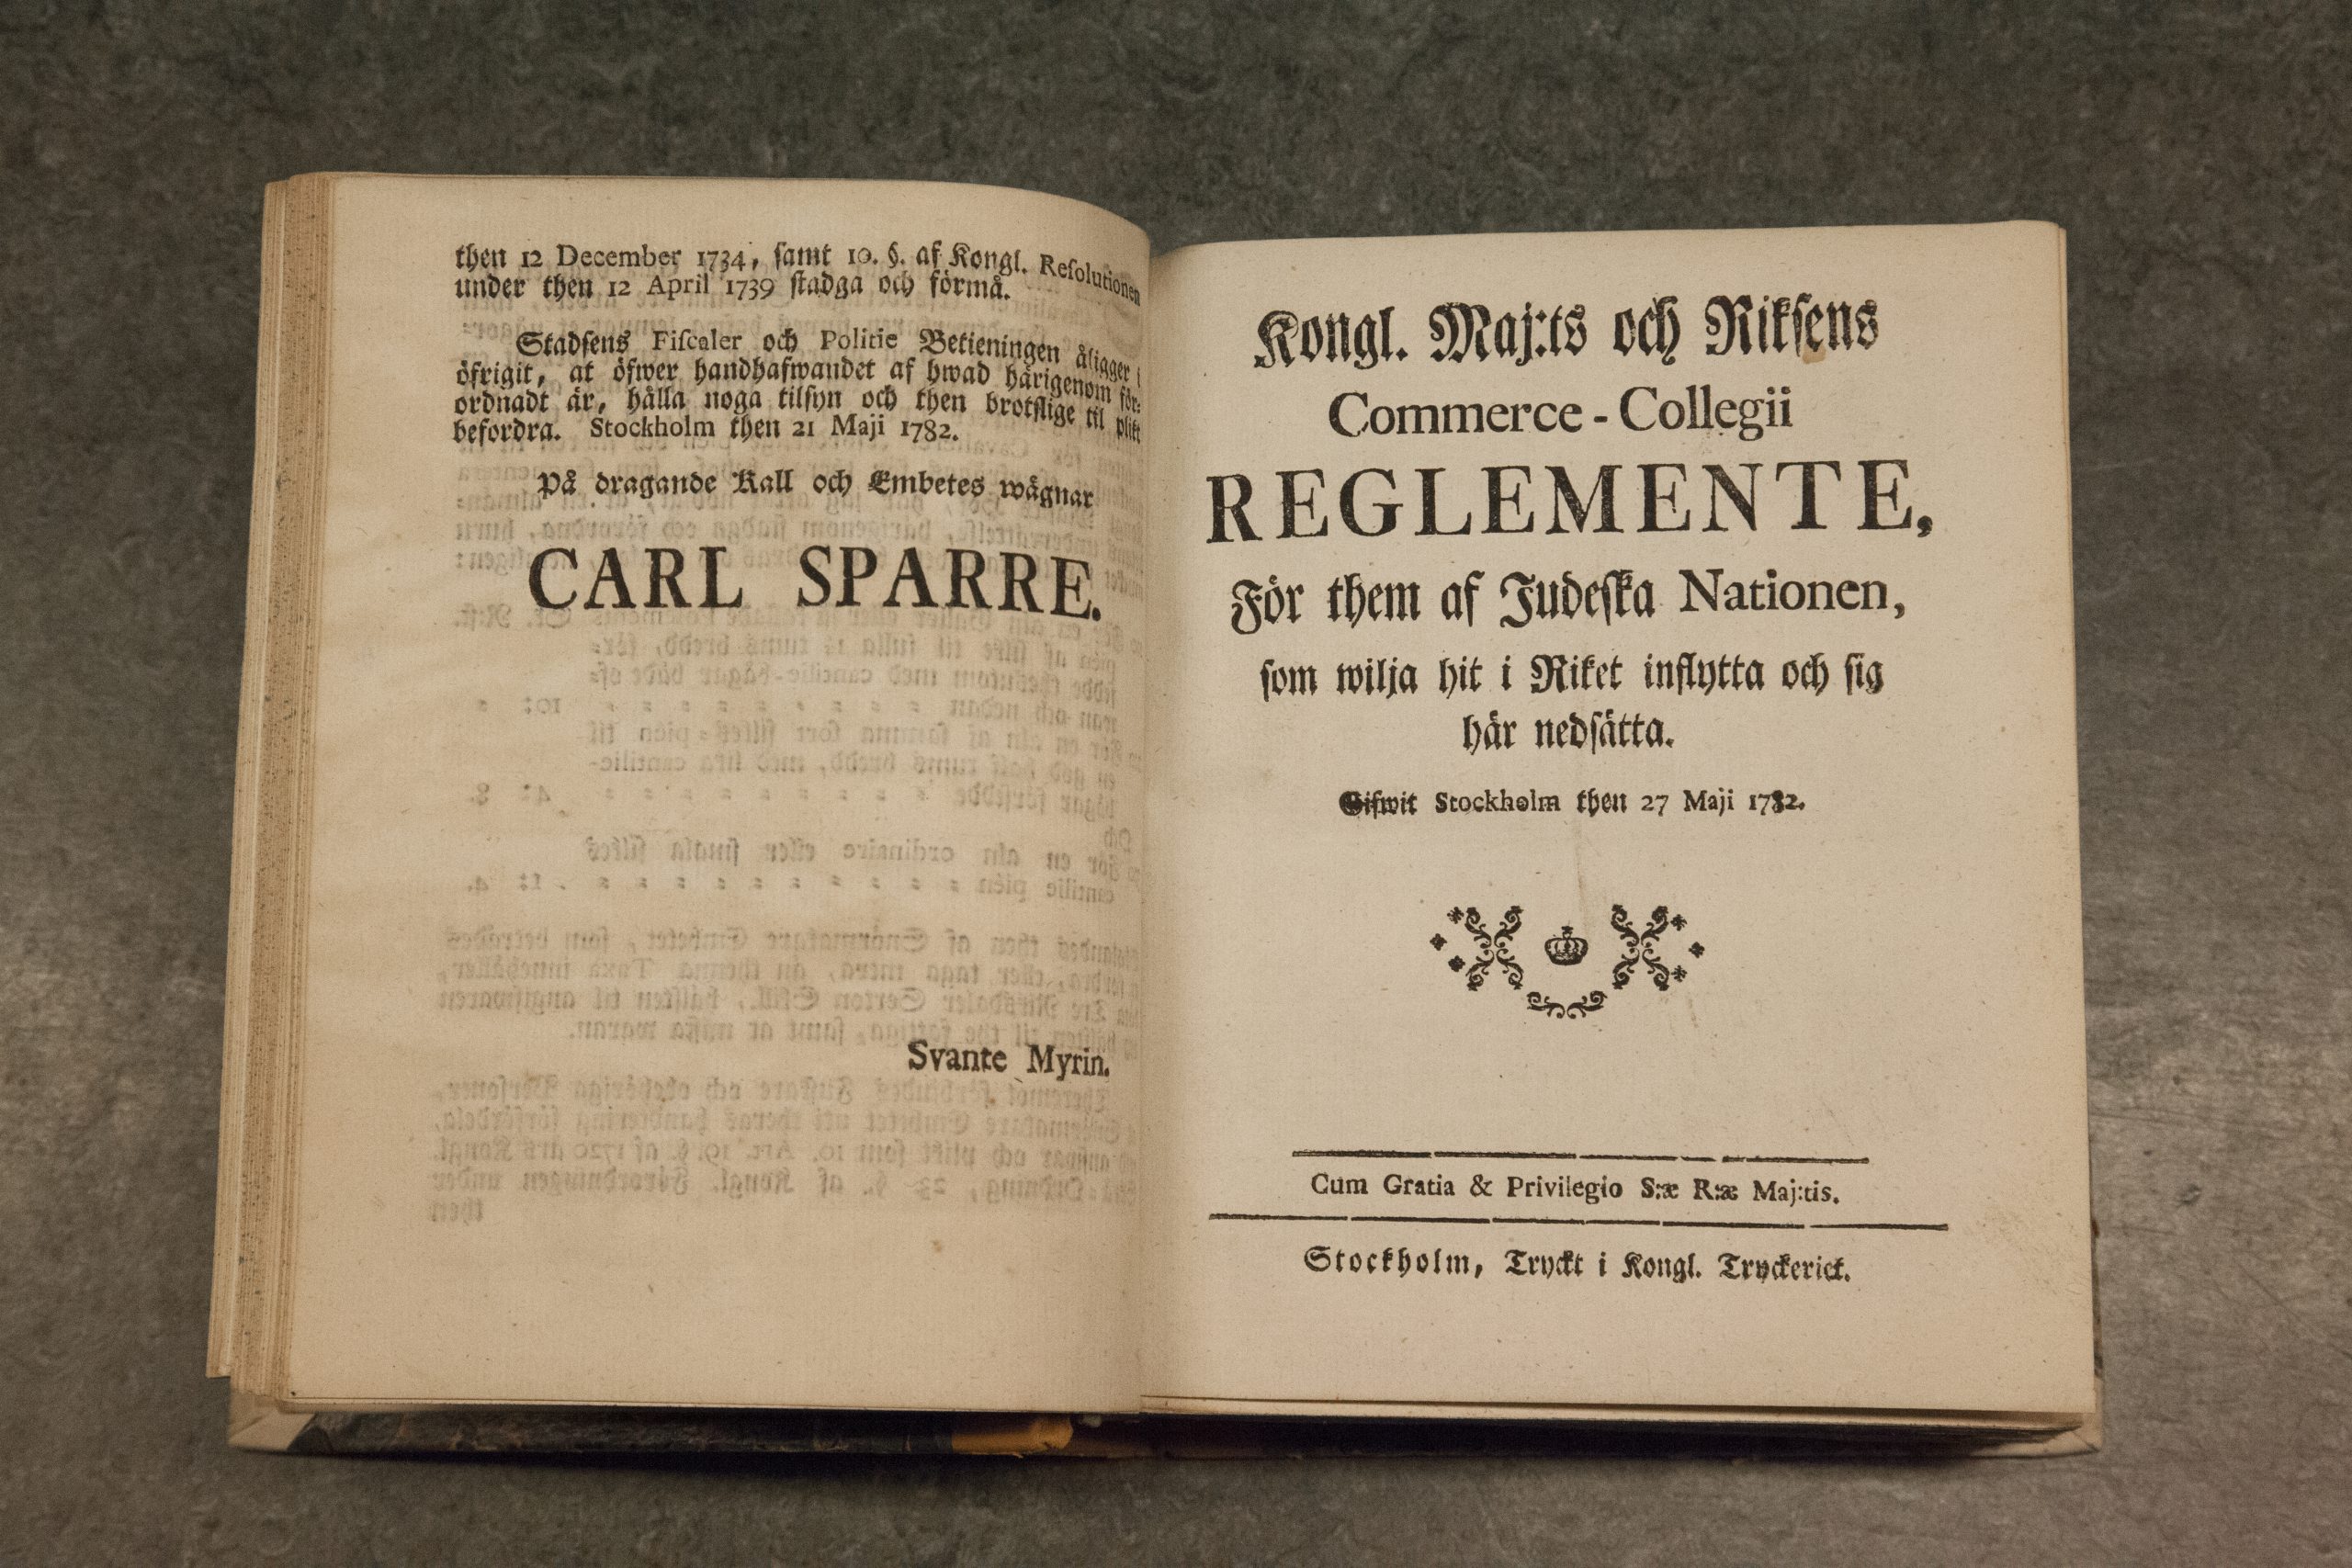 then 12 December 1734, samt 10. §. af Kongl. Resolutionen
under then 12 April 1739 stadga och förmå.
Stadsens Fiscaler och Politie Betieningen åligger i
öfrigit, at öfwer handhafwandet af hwad härigenom för-
ordnadt är, hålla noga tilsyn och then brotslige til plikt
befordra. Stockholm then 21 Maji 1782.
På dragande Kall och Embetes wägnar
CARL SPARRE.
Svante Myrin.
Kongl. Maj:ts och Riksens
Commerce-Collegii
REGLEMENTE,
För them af Judeska Nationen,
som wilja hit i Riket inflytta och sig
här nedsätta.
Gifwit Stockholm then 27 Maji 1782.
Cum Gratia & Privilegio S:æ R:æ Maj:tis.
Stockholm, Tryckt i Kongl. Tryckeriet.